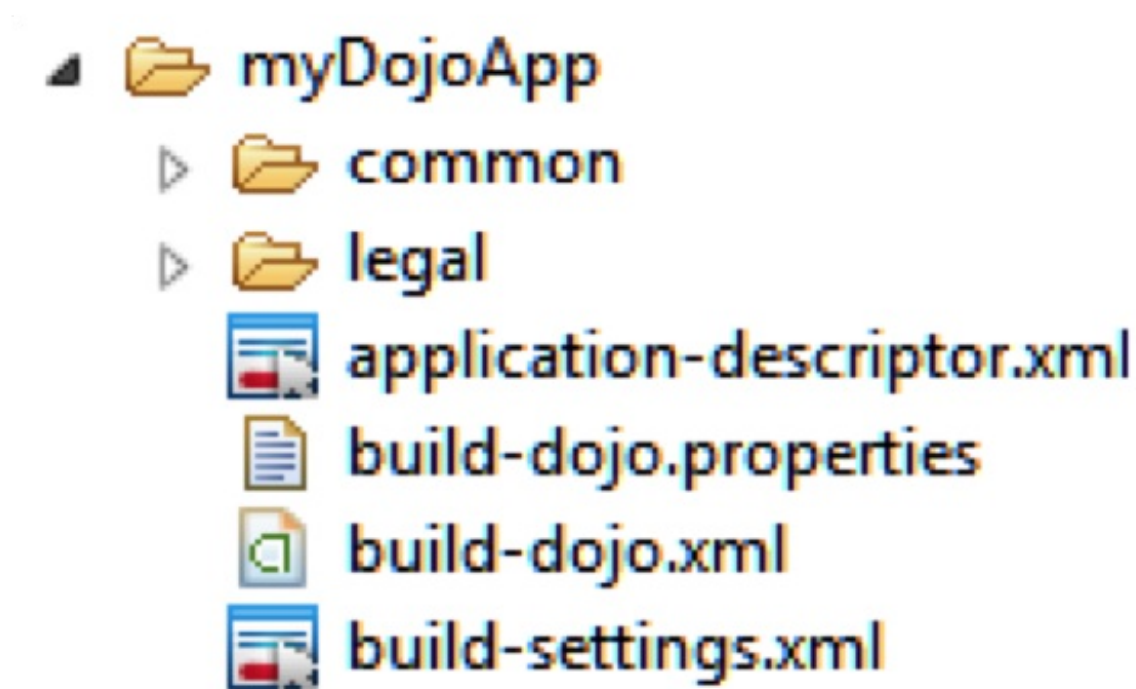 myDojoApp
common
legal
application-descriptor.xml
build-dojo.properties
build-dojo.xml
build-settings.xml